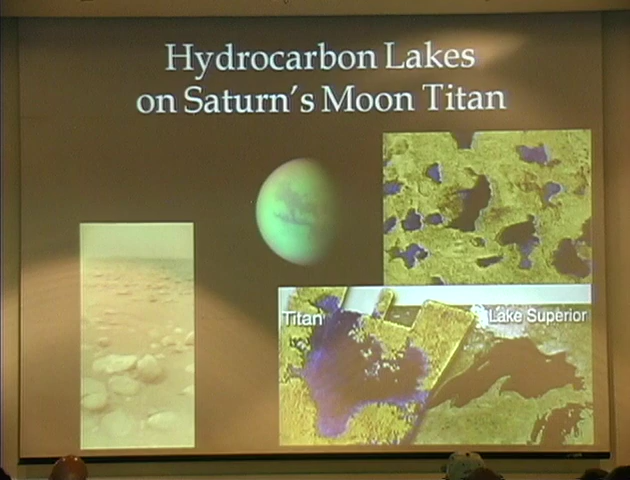 Hydrocarbon Lakes
on Saturn's Moon Titan
Titan
Lake Superior